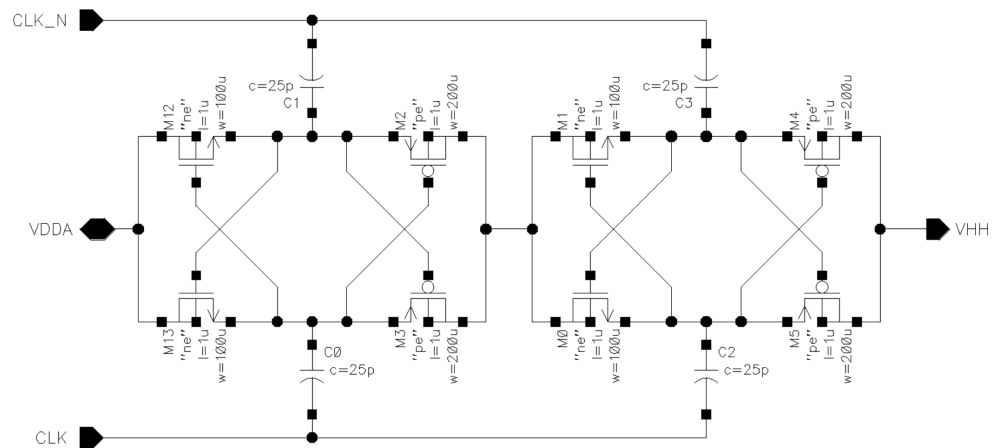 CLK_N
c=25p
C1
c=25p
C3
M12
"ne"
l=1u
w=100u
M2
"pe"
l=1u
w=200u
M1
"ne"
l=1u
w=100u
M4
"pe"
l=1u
w=200u
VDDA
VHH
M13
"ne"
l=1u
w=100u
C0
c=25p
M3
"pe"
l=1u
w=200u
M0
"ne"
l=1u
w=100u
C2
c=25p
M5
"pe"
l=1u
w=200u
CLK